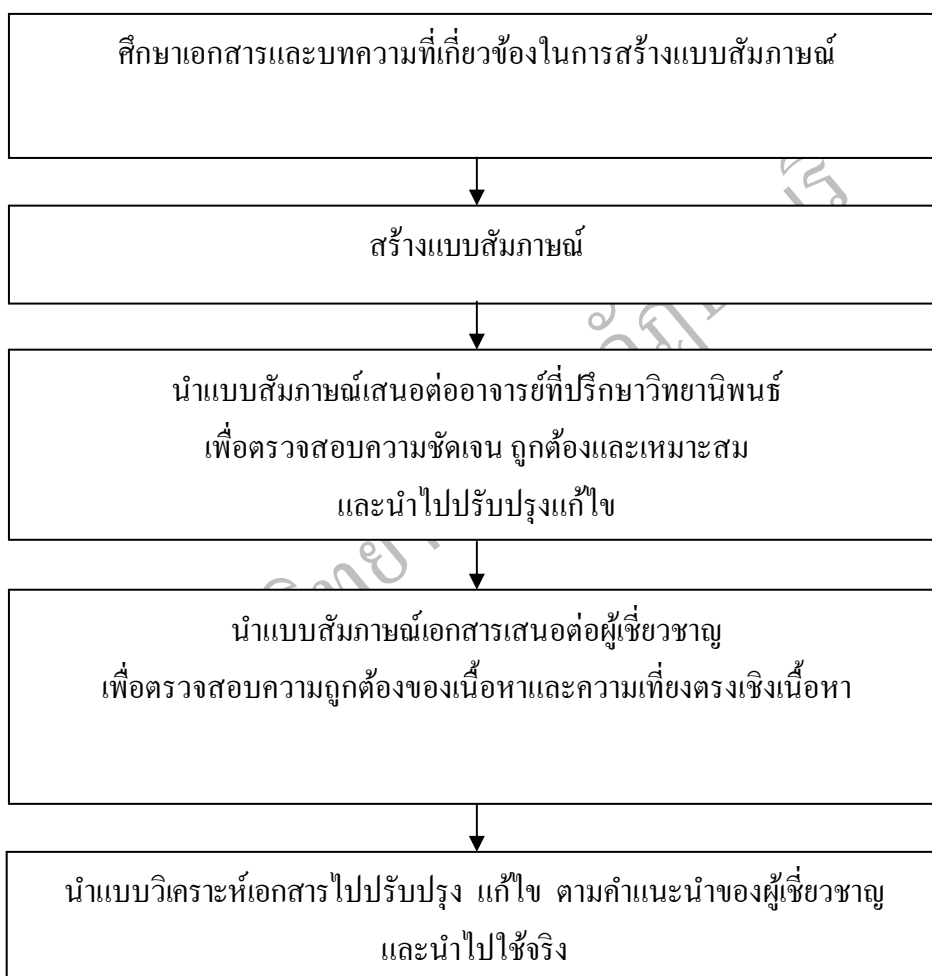 ศึกษาเอกสารและบทความที่เกี่ยวข้องในการสร้างแบบสัมภาษณ์
สร้างแบบสัมภาษณ์
นำแบบสัมภาษณ์เสนอต่ออาจารย์ที่ปรึกษาวิทยานิพนธ์
เพื่อตรวจสอบความชัดเจน ถูกต้องและเหมาะสม
และนำไปปรับปรุงแก้ไข
นำแบบสัมภาษณ์เอกสารเสนอต่อผู้เชี่ยวชาญ
เพื่อตรวจสอบความถูกต้องของเนื้อหาและความเที่ยงตรงเชิงเนื้อหา
นำแบบวิเคราะห์เอกสารไปปรับปรุง แก้ไข ตามคำแนะนำของผู้เชี่ยวชาญ
และนำไปใช้จริง